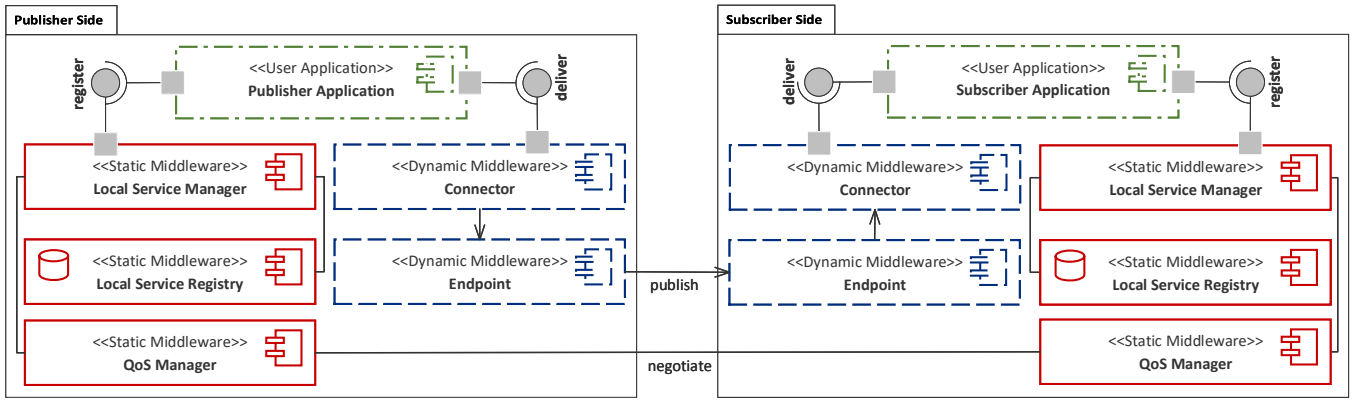 Publisher Side
register
<<User Application>>
Publisher Application
deliver
<<Static Middleware>>
Local Service Manager
<<Dynamic Middleware>>
Connector
<<Static Middleware>>
Local Service Registry
<<Dynamic Middleware>>
Endpoint
<<Static Middleware>>
QoS Manager
publish
negotiate
Subscriber Side
deliver
<<User Application>>
Subscriber Application
register
<<Dynamic Middleware>>
Connector
<<Static Middleware>>
Local Service Manager
<<Dynamic Middleware>>
Endpoint
<<Static Middleware>>
Local Service Registry
<<Static Middleware>>
QoS Manager